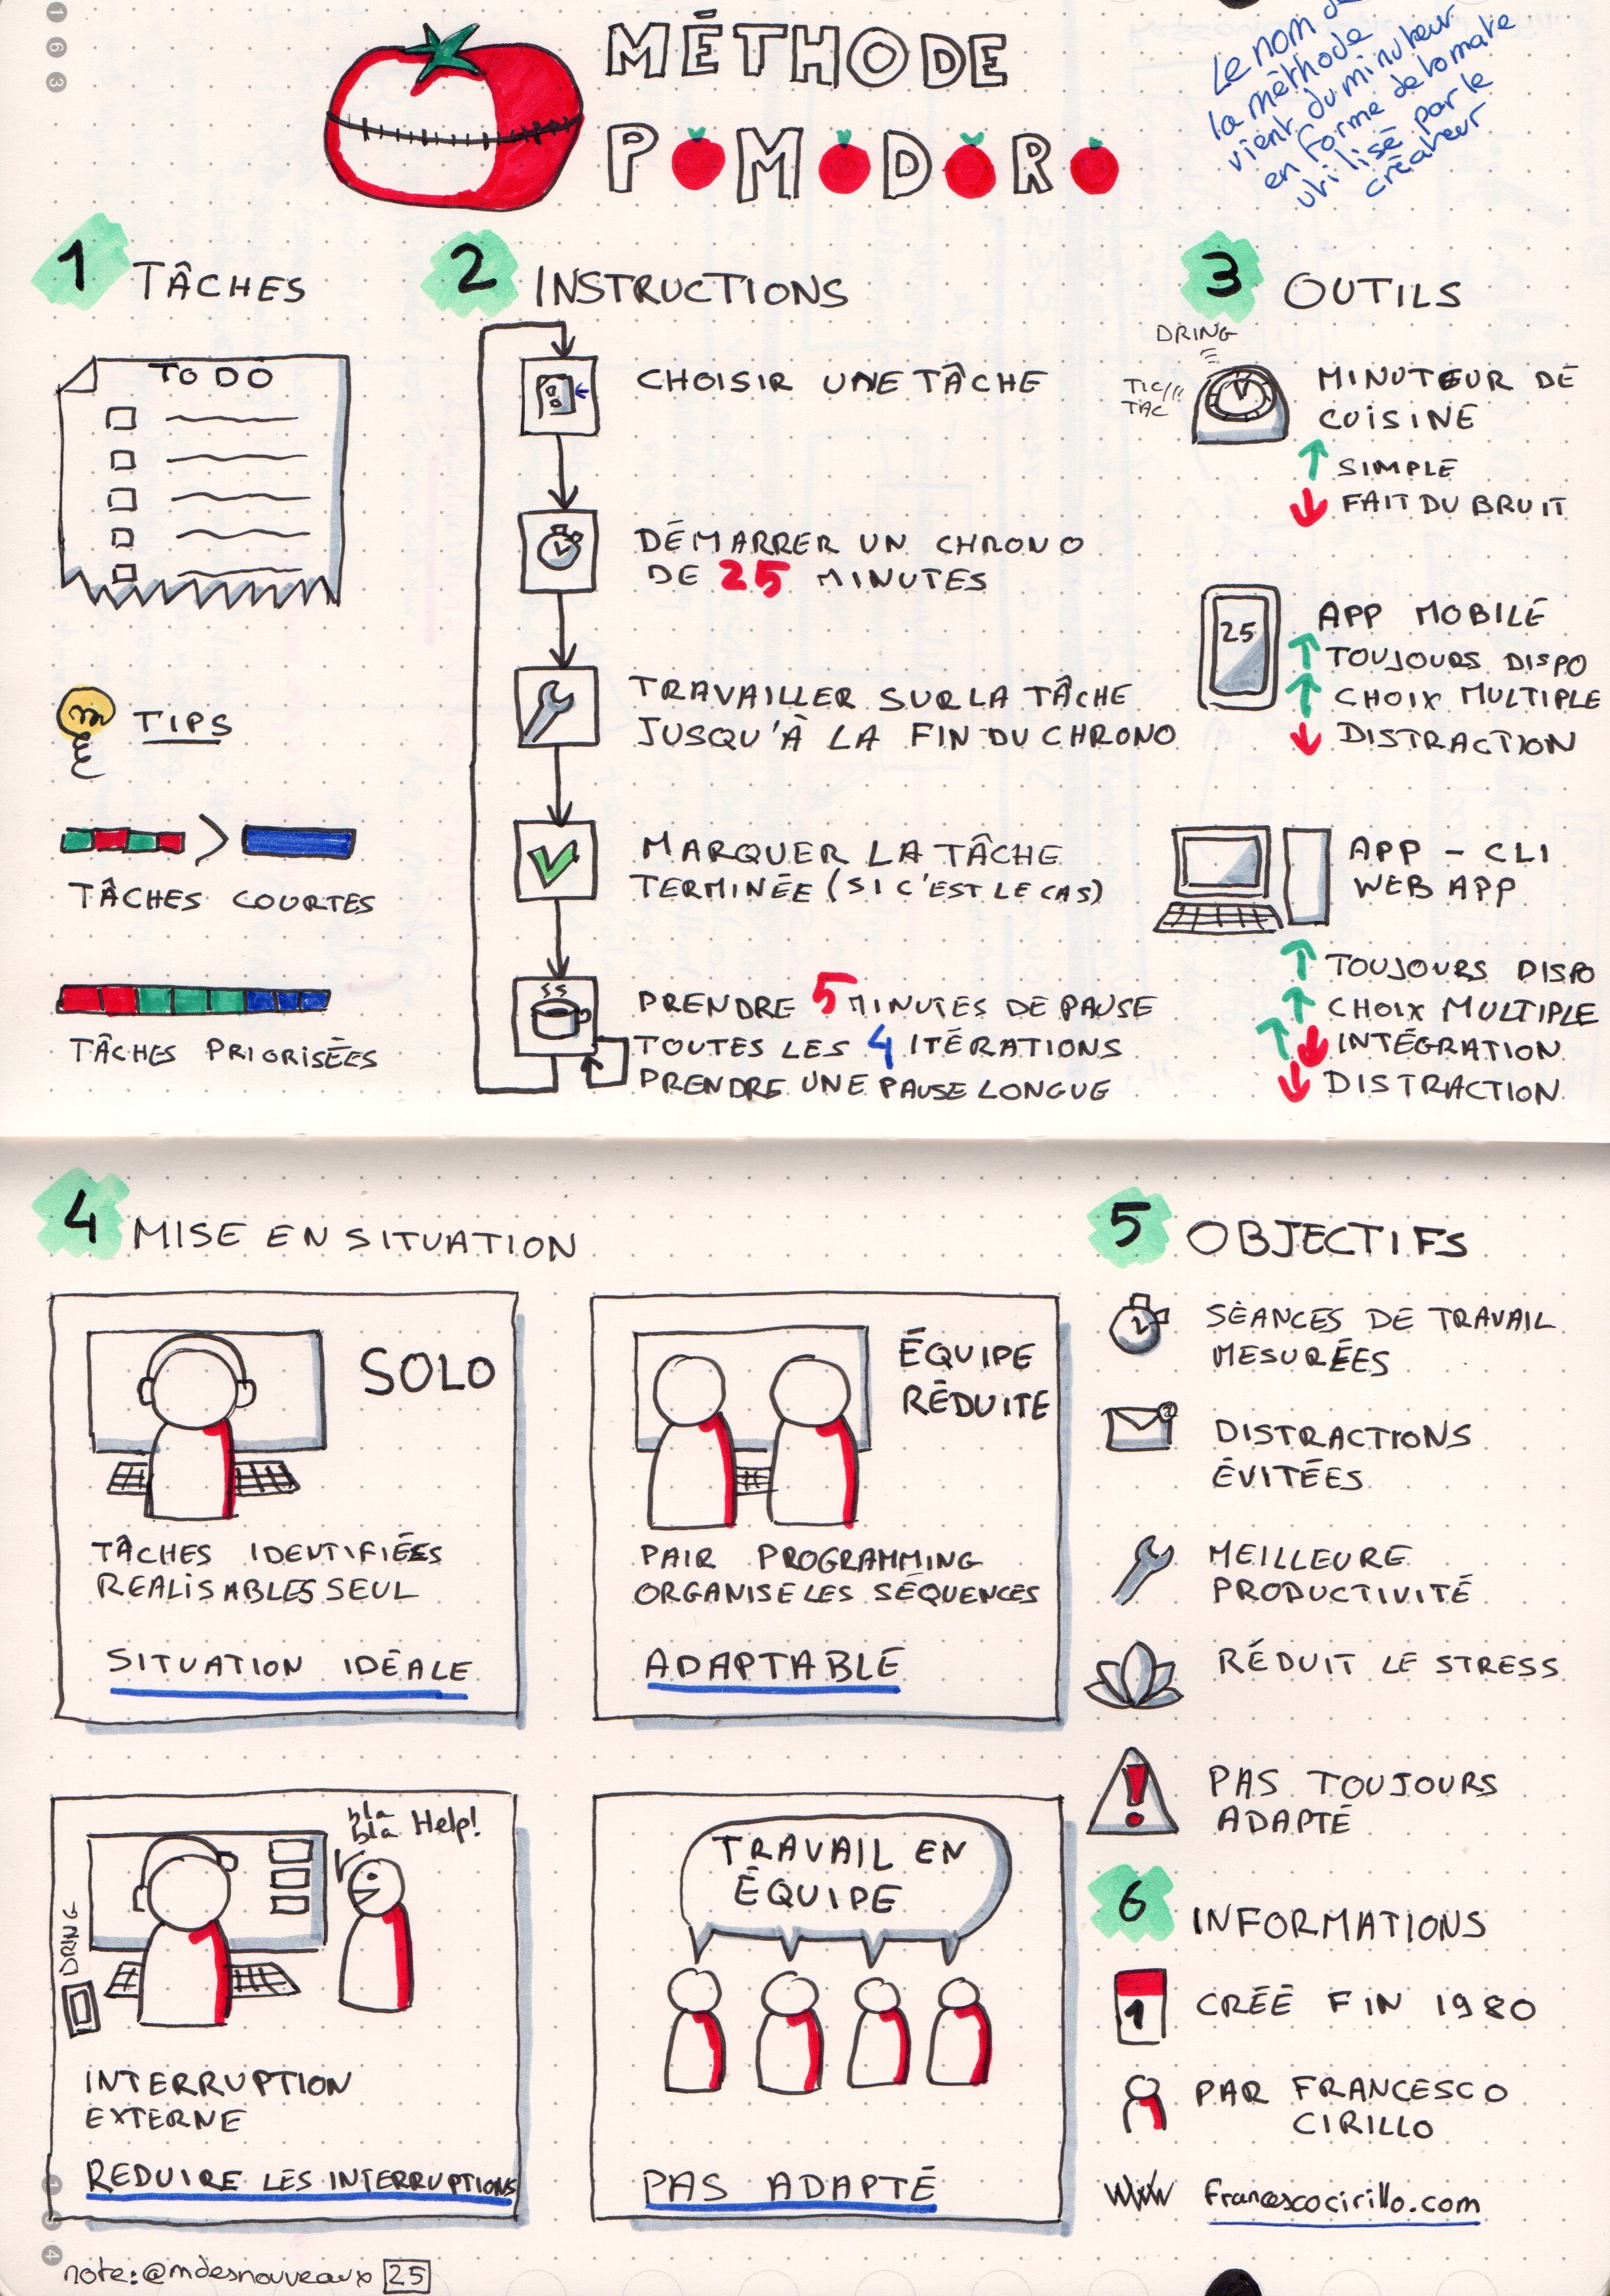 MÉTHODE
POMODORO
Le nom de
la méthode
vient du minuteur
en forme de tomate
utilisé par le
créateur
1 TÂCHES
TO DO
TIPS
>
TÂCHES COURTES
TÂCHES PRIORISÉES
2 INSTRUCTIONS
CHOISIR UNE TÂCHE
DÉMARRER UN CHRONO
DE 25 MINUTES
TRAVAILLER SUR LA TÂCHE
JUSQU'À LA FIN DU CHRONO
MARQUER LA TÂCHE
TERMINÉE (SI C'EST LE CAS)
PRENDRE 5 MINUTES DE PAUSE
TOUTES LES 4 ITÉRATIONS
PRENDRE UNE PAUSE LONGUE
3 OUTILS
DRING
TIC
TAC
MINUTEUR DE
CUISINE
↑ SIMPLE
↓ FAIT DU BRUIT
25
APP MOBILE
↑ TOUJOURS DISPO
↑ CHOIX MULTIPLE
↓ DISTRACTION
APP - CLI
WEB APP
↑ TOUJOURS DISPO
↑ CHOIX MULTIPLE
↑↓ INTÉGRATION
↓ DISTRACTION
4 MISE EN SITUATION
SOLO
TÂCHES IDENTIFIÉES
REALISABLES SEUL
SITUATION IDÉALE
ÉQUIPE
RÉDUITE
PAIR PROGRAMMING
ORGANISE LES SÉQUENCES
ADAPTABLE
bla
bla Help!
DRING
INTERRUPTION
EXTERNE
REDUIRE LES INTERRUPTIONS
TRAVAIL EN
ÉQUIPE
PAS ADAPTÉ
5 OBJECTIFS
SÉANCES DE TRAVAIL
MESURÉES
@
DISTRACTIONS
ÉVITÉES
MEILLEURE
PRODUCTIVITÉ
RÉDUIT LE STRESS
!
PAS TOUJOURS
ADAPTÉ
6 INFORMATIONS
1
CRÉÉ FIN 1980
PAR FRANCESCO
CIRILLO
WWW francescocirillo.com
note:@mdesnouveaux 25
163